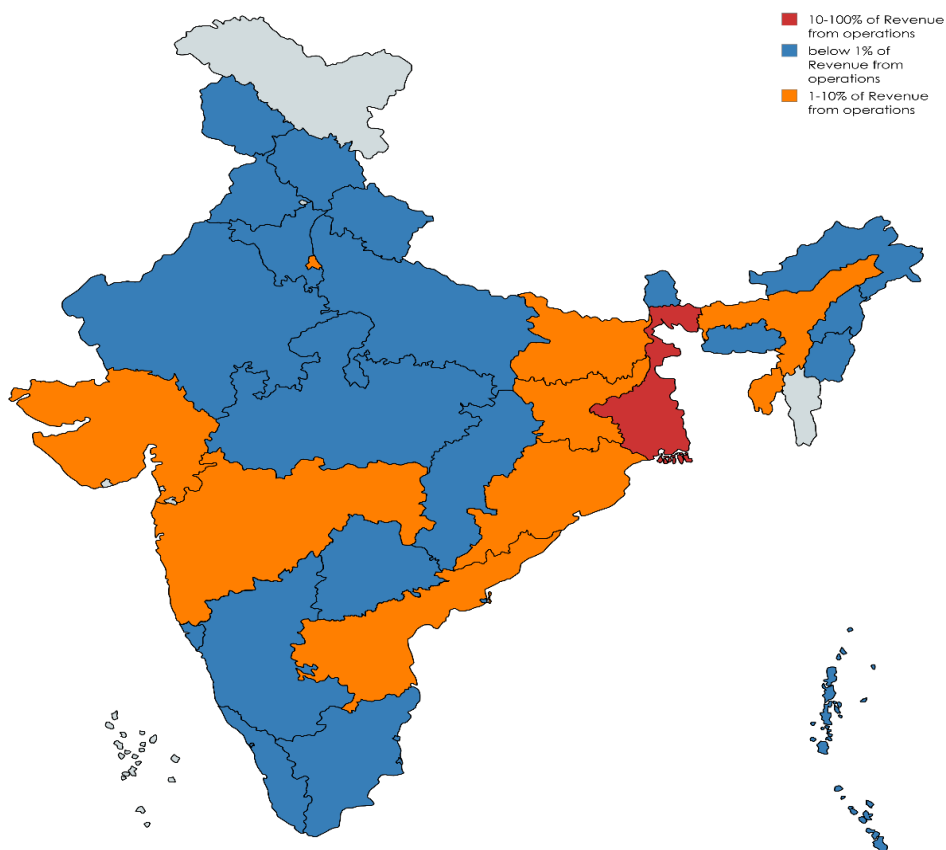 10-100% of Revenue
from operations
below 1% of
Revenue from
operations
1-10% of Revenue
from operations